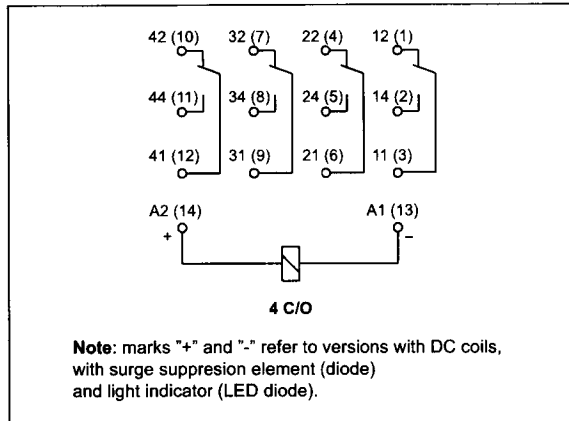 42 (10) 32 (7) 22 (4) 12 (1)
44 (11) 34 (8) 24 (5) 14 (2)
41 (12) 31 (9) 21 (6) 11 (3)
A2 (14) A1 (13)
+ –
4 C/O
Note: marks "+" and "-" refer to versions with DC coils,
with surge suppresion element (diode)
and light indicator (LED diode).